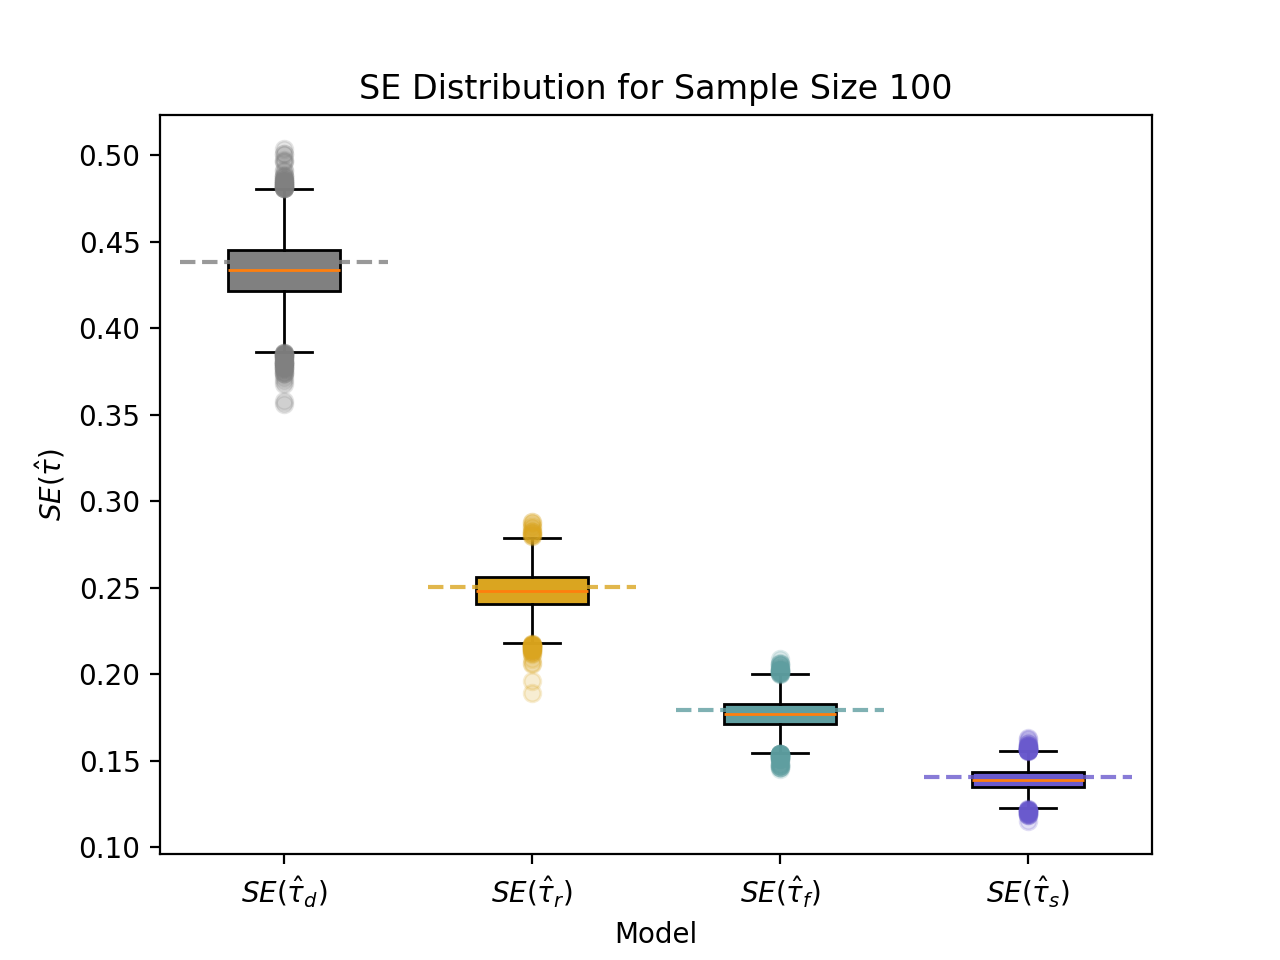 SE Distribution for Sample Size 100
0.50
0.45
0.40
0.35
0.30
0.25
0.20
0.15
0.10
SE(τ̂)
SE(τ̂_d) SE(τ̂_r) SE(τ̂_f) SE(τ̂_s)
Model